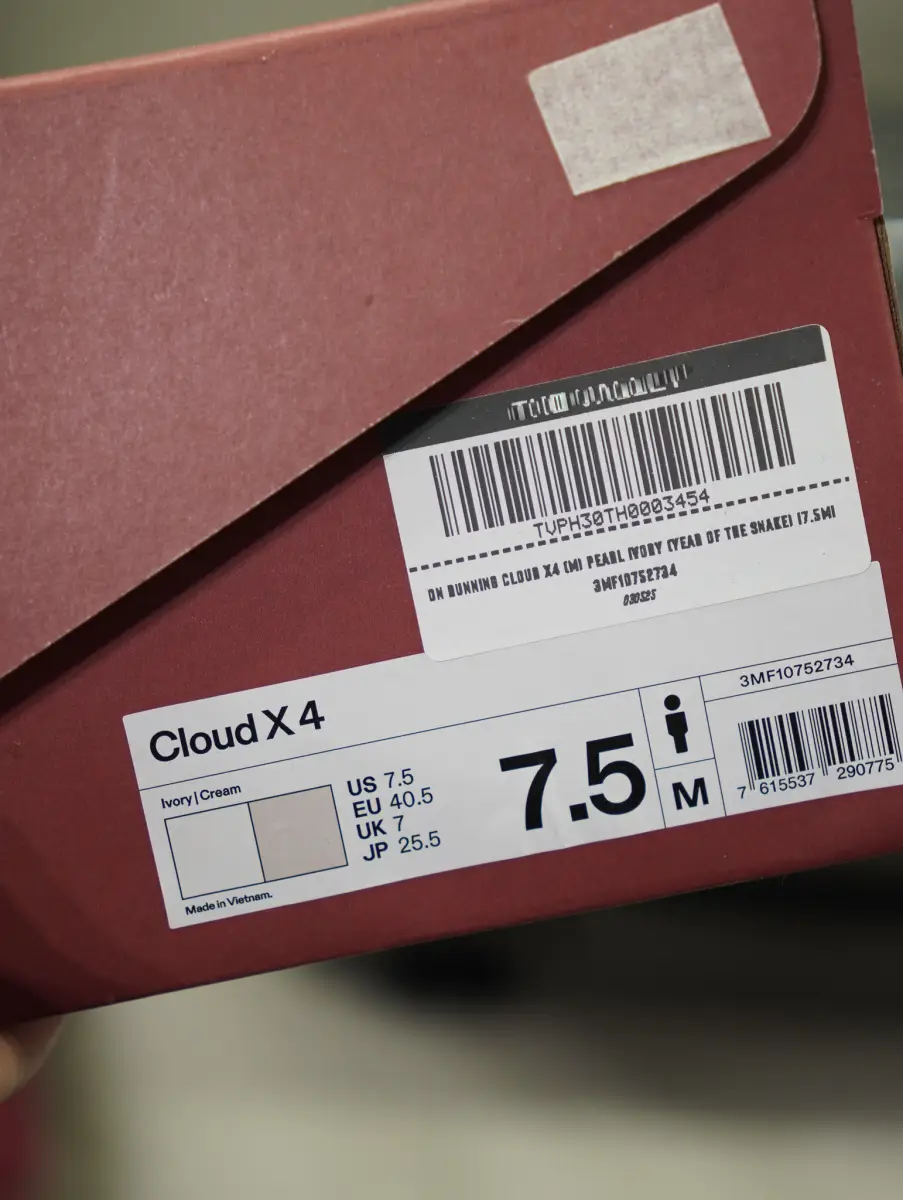 TVPH30TH0003454
ON RUNNING CLOUD X4 (M) PEARL IVORY (YEAR OF THE SNAKE) (7.5M)
3MF10752734
030525
Cloud X 4
Ivory | Cream
US 7.5
EU 40.5
UK 7
JP 25.5
Made in Vietnam.
7.5
M
3MF10752734
7 615537 290775